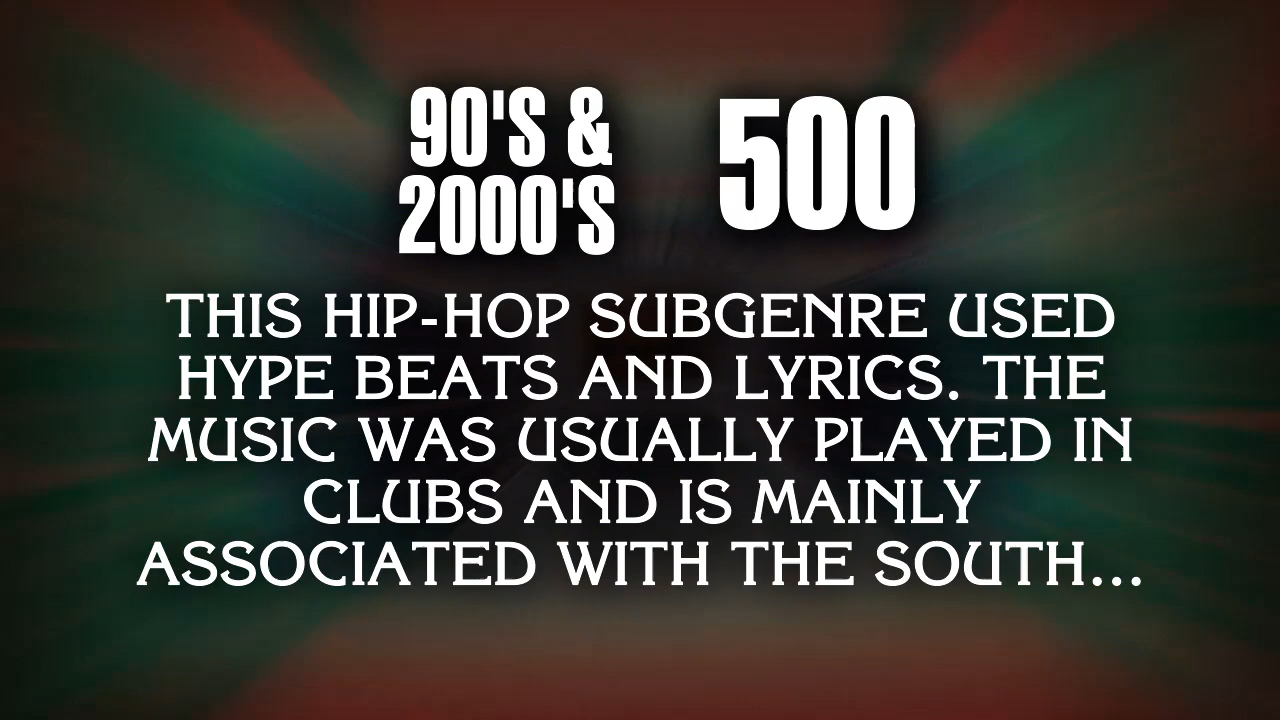 90'S &
2000'S
500
THIS HIP-HOP SUBGENRE USED
HYPE BEATS AND LYRICS. THE
MUSIC WAS USUALLY PLAYED IN
CLUBS AND IS MAINLY
ASSOCIATED WITH THE SOUTH...